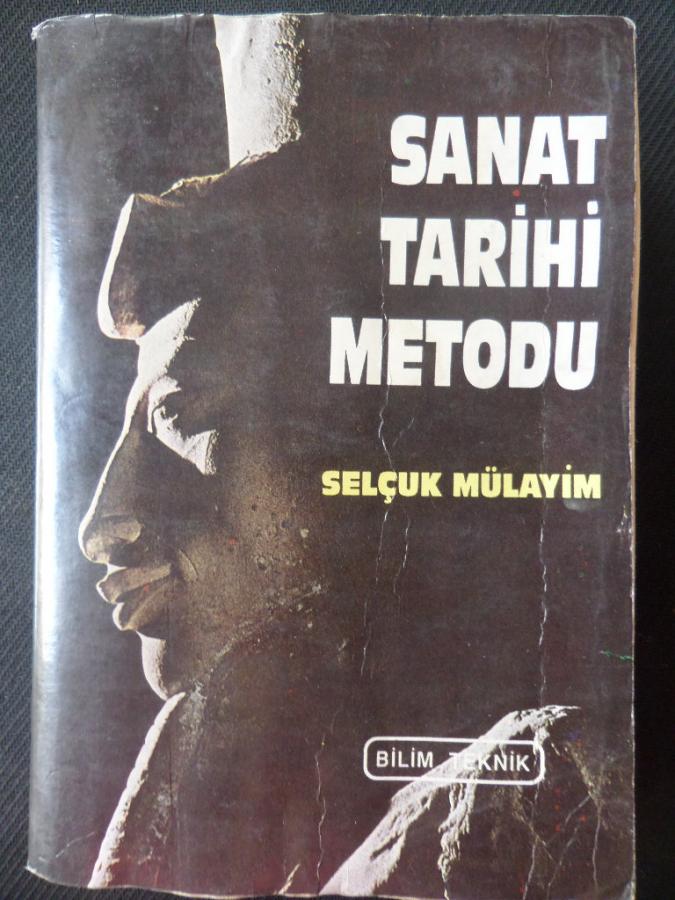 SANAT
TARİHİ
METODU
SELÇUK MÜLAYİM
BİLİM TEKNİK